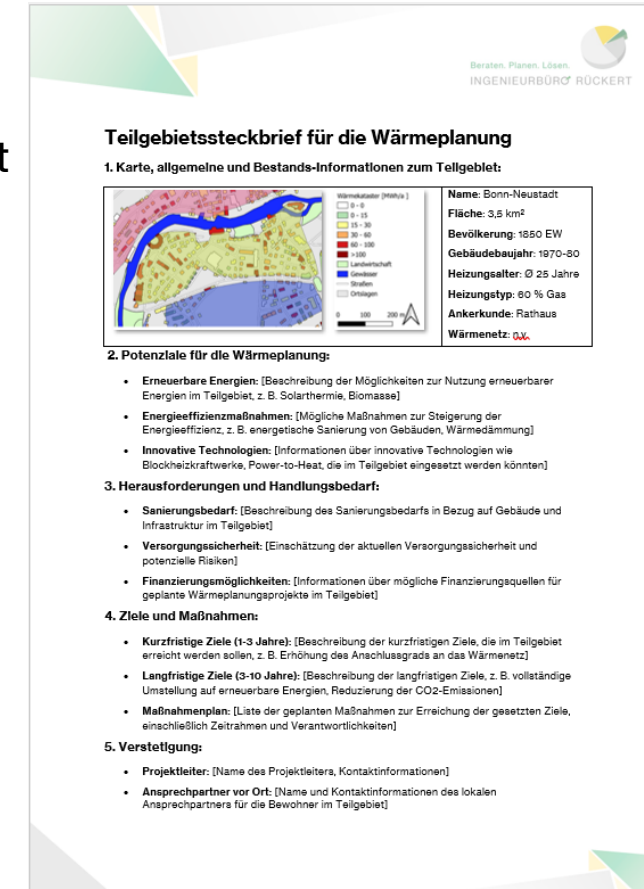 t
Beraten. Planen. Lösen.
INGENIEURBÜRO RÜCKERT
Teilgebietssteckbrief für die Wärmeplanung
1. Karte, allgemeine und Bestands-Informationen zum Teilgebiet:
Wärmekataster [MWh/a ]
0 - 0
0 - 15
15 - 30
30 - 60
60 - 100
>100
Landwirtschaft
Gewässer
Straßen
Ortslagen
0 100 200 m
Name: Bonn-Neustadt
Fläche: 3,5 km²
Bevölkerung: 1850 EW
Gebäudebaujahr: 1970-80
Heizungsalter: Ø 25 Jahre
Heizungstyp: 60 % Gas
Ankerkunde: Rathaus
Wärmenetz: n.v.
2. Potenziale für die Wärmeplanung:
• Erneuerbare Energien: [Beschreibung der Möglichkeiten zur Nutzung erneuerbarer
Energien im Teilgebiet, z. B. Solarthermie, Biomasse]
• Energieeffizienzmaßnahmen: [Mögliche Maßnahmen zur Steigerung der
Energieeffizienz, z. B. energetische Sanierung von Gebäuden, Wärmedämmung]
• Innovative Technologien: [Informationen über innovative Technologien wie
Blockheizkraftwerke, Power-to-Heat, die im Teilgebiet eingesetzt werden könnten]
3. Herausforderungen und Handlungsbedarf:
• Sanierungsbedarf: [Beschreibung des Sanierungsbedarfs in Bezug auf Gebäude und
Infrastruktur im Teilgebiet]
• Versorgungssicherheit: [Einschätzung der aktuellen Versorgungssicherheit und
potenzielle Risiken]
• Finanzierungsmöglichkeiten: [Informationen über mögliche Finanzierungsquellen für
geplante Wärmeplanungsprojekte im Teilgebiet]
4. Ziele und Maßnahmen:
• Kurzfristige Ziele (1-3 Jahre): [Beschreibung der kurzfristigen Ziele, die im Teilgebiet
erreicht werden sollen, z. B. Erhöhung des Anschlussgrads an das Wärmenetz]
• Langfristige Ziele (3-10 Jahre): [Beschreibung der langfristigen Ziele, z. B. vollständige
Umstellung auf erneuerbare Energien, Reduzierung der CO2-Emissionen]
• Maßnahmenplan: [Liste der geplanten Maßnahmen zur Erreichung der gesetzten Ziele,
einschließlich Zeitrahmen und Verantwortlichkeiten]
5. Verstetigung:
• Projektleiter: [Name des Projektleiters, Kontaktinformationen]
• Ansprechpartner vor Ort: [Name und Kontaktinformationen des lokalen
Ansprechpartners für die Bewohner im Teilgebiet]